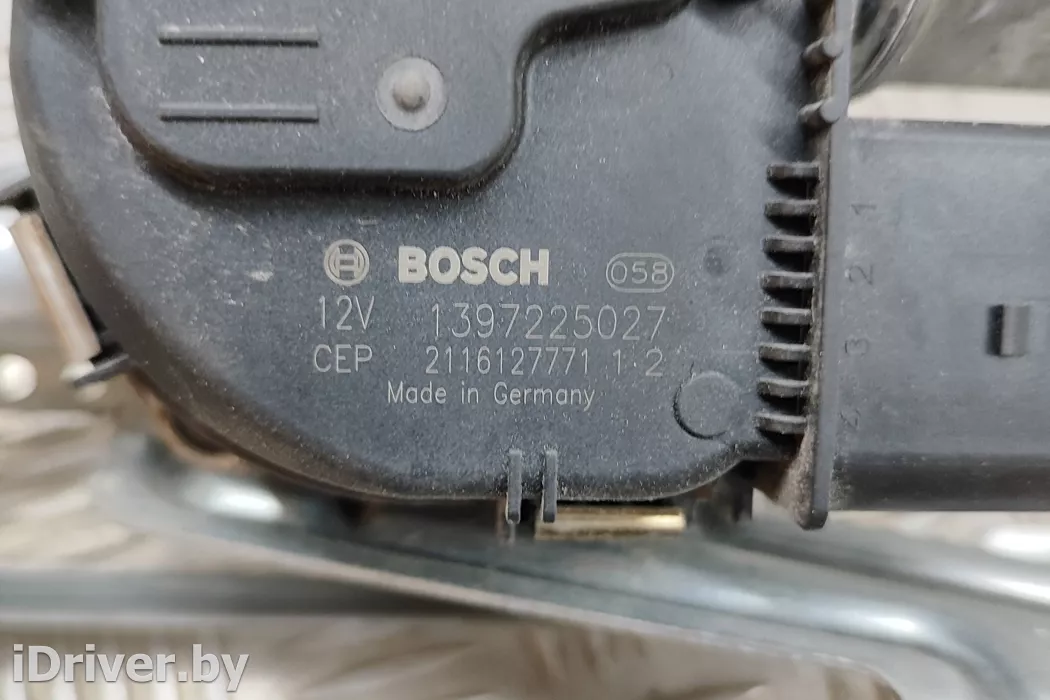 BOSCH 058
12V 1397225027
CEP 2116127771 1·2
Made in Germany
1
2
3
4
iDriver.by